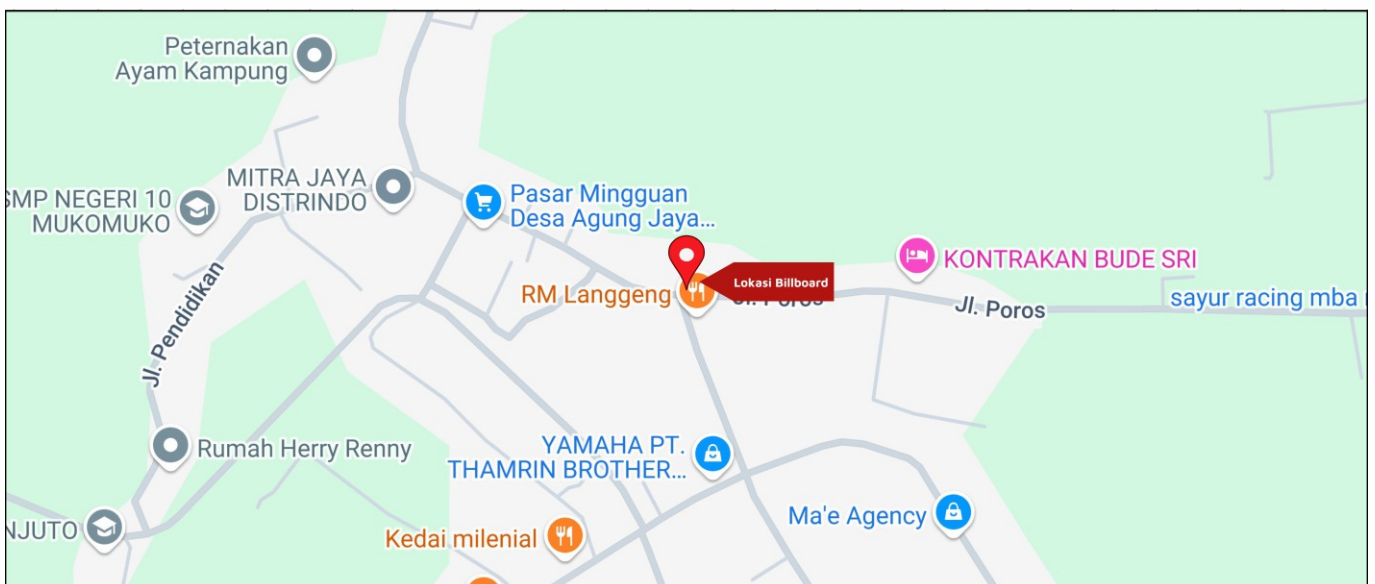 Peternakan
Ayam Kampung
SMP NEGERI 10
MUKOMUKO
MITRA JAYA
DISTRINDO
Pasar Mingguan
Desa Agung Jaya...
RM Langgeng
Lokasi Billboard
Jl. Poros
KONTRAKAN BUDE SRI
Jl. Poros
sayur racing mba
Jl. Pendidikan
Rumah Herry Renny
YAMAHA PT.
THAMRIN BROTHER...
NJUTO
Kedai milenial
Ma'e Agency